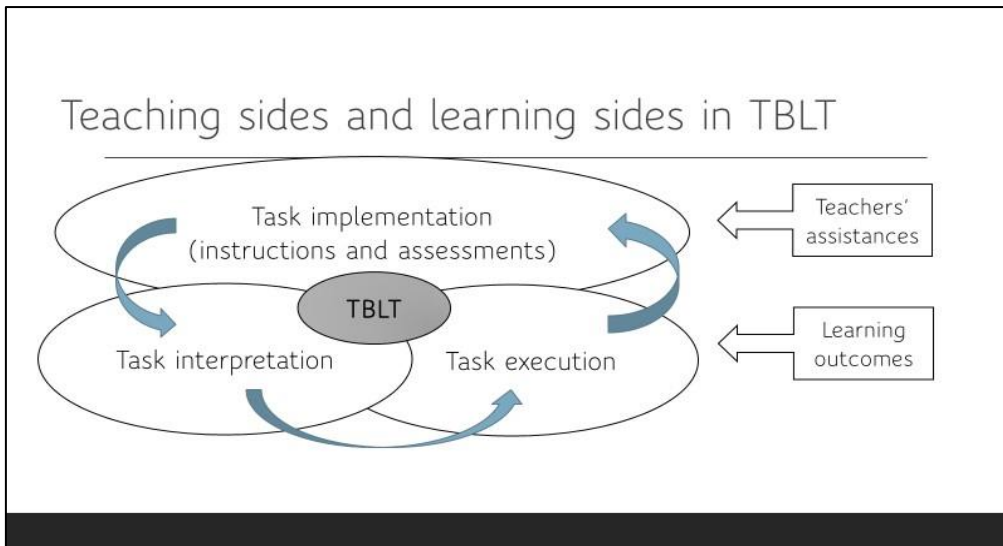 Teaching sides and learning sides in TBLT
Task implementation
(instructions and assessments)
Teachers'
assistances
TBLT
Task interpretation
Task execution
Learning
outcomes